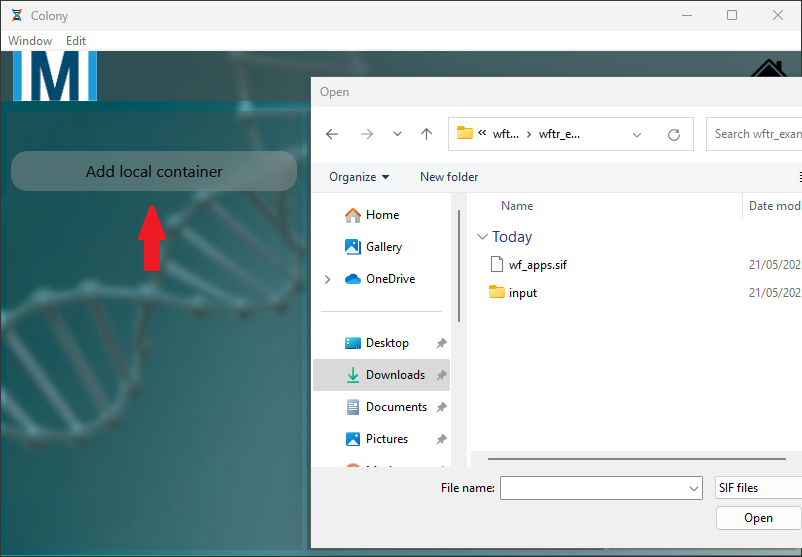 Colony
Window Edit
M
Add local container
Open
« wft... › wftr_e...
Search wftr_exan
Organize
New folder
Name
Date mod
Home
Gallery
OneDrive
Desktop
Downloads
Documents
Pictures
Today
wf_apps.sif
21/05/202
input
21/05/202
File name:
SIF files
Open